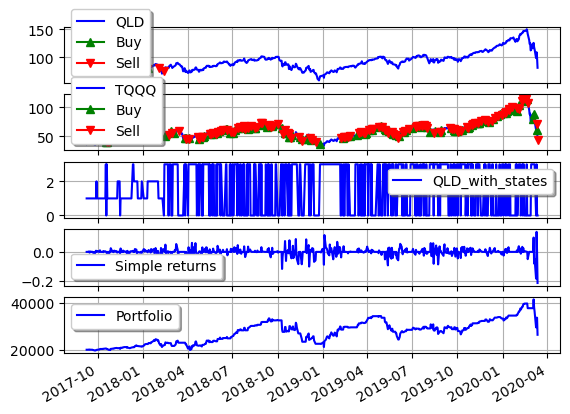 150
QLD
Buy
100
Sell
TQQQ
100
Buy
Sell
50
2
QLD_with_states
0
0.0
Simple returns
−0.2
40000
Portfolio
20000
2017-10 2018-01 2018-04 2018-07 2018-10 2019-01 2019-04 2019-07 2019-10 2020-01 2020-04